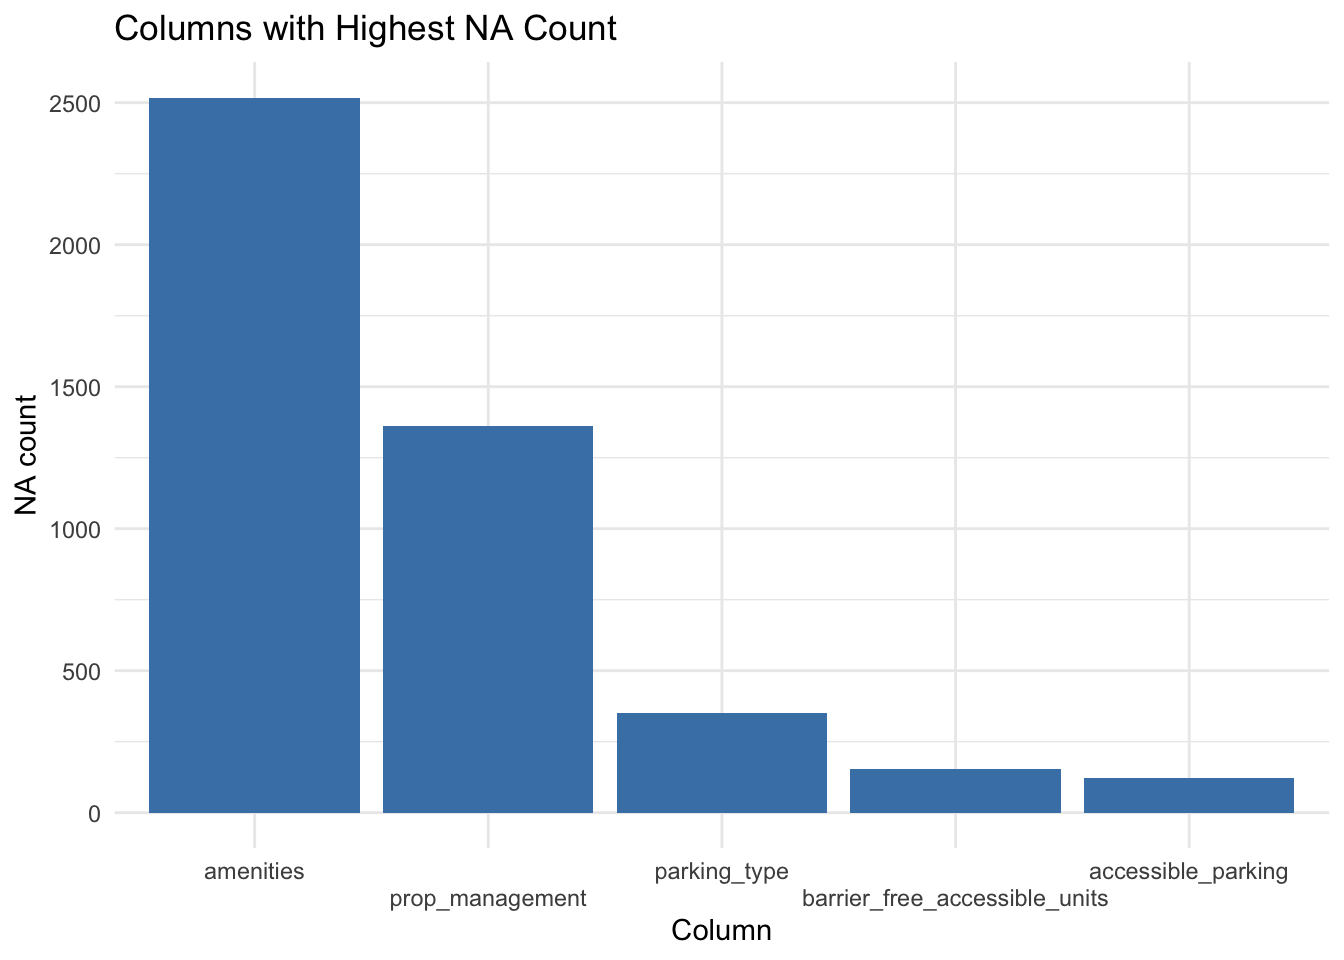 Columns with Highest NA Count
2500
2000
1500
1000
500
0
NA count
amenities
prop_management
parking_type
barrier_free_accessible_units
accessible_parking
Column